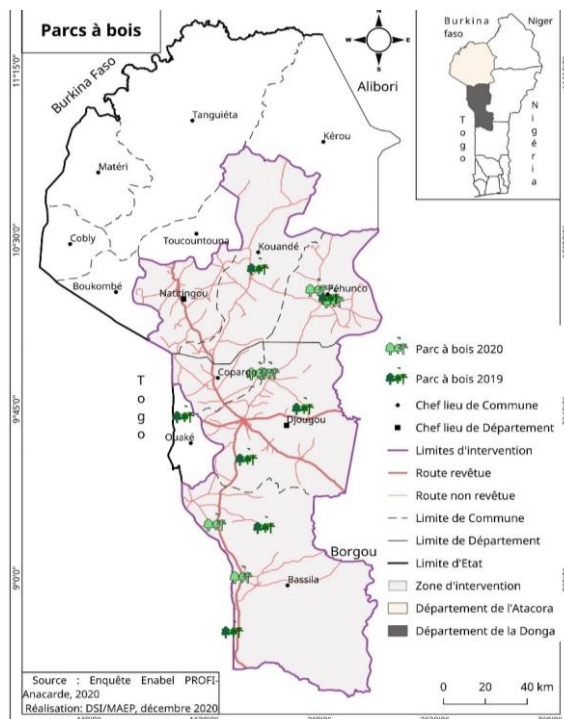 Parcs à bois
Burkina
faso
Niger
Togo
Nigéria
Burkina Faso
Alibori
Tanguiéta
Kérou
Matéri
Cobly
Toucountouna
Kouandé
Boukombé
Natitingou
Péhunco
Copargo
Togo
Djougou
Ouaké
Borgou
Bassila
11°15'0"
10°30'0"
9°45'0"
9°0'0"
Parc à bois 2020
Parc à bois 2019
Chef lieu de Commune
Chef lieu de Département
Limites d'intervention
Route revêtue
Route non revêtue
Limite de Commune
Limite de Département
Limite d'Etat
Zone d'intervention
Département de l'Atacora
Département de la Donga
0 20 40 km
Source : Enquête Enabel PROFI-
Anacarde, 2020
Réalisation: DSI/MAEP, décembre 2020